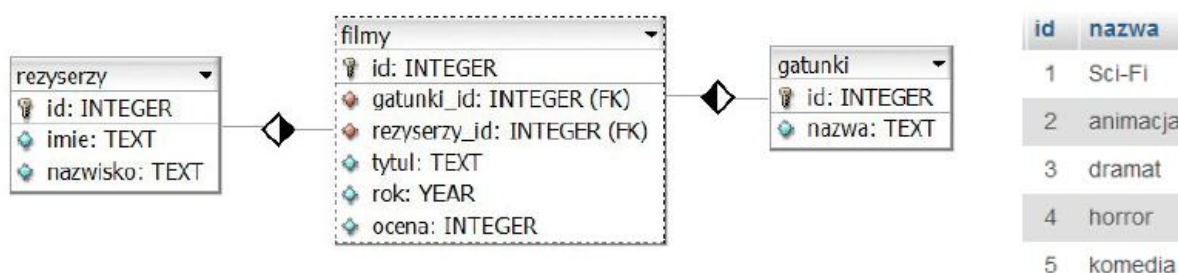 rezyserzy
id: INTEGER
imie: TEXT
nazwisko: TEXT
filmy
id: INTEGER
gatunki_id: INTEGER (FK)
rezyserzy_id: INTEGER (FK)
tytul: TEXT
rok: YEAR
ocena: INTEGER
gatunki
id: INTEGER
nazwa: TEXT
id nazwa
1 Sci-Fi
2 animacja
3 dramat
4 horror
5 komedia